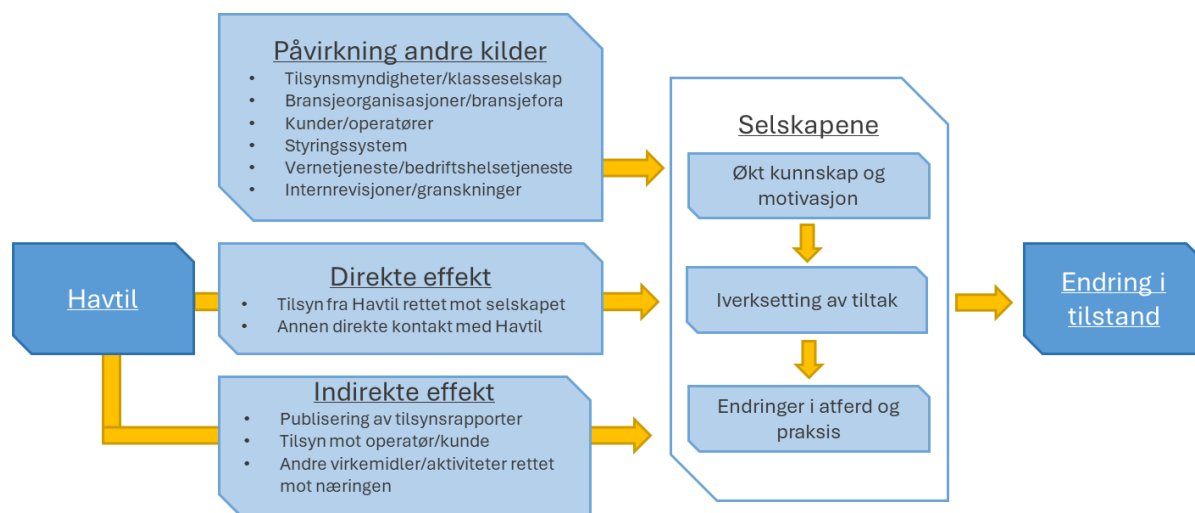 Påvirkning andre kilder
• Tilsynsmyndigheter/klasseselskap
• Bransjeorganisasjoner/bransjefora
• Kunder/operatører
• Styringssystem
• Vernetjeneste/bedriftshelsetjeneste
• Internrevisjoner/granskninger
Havtil
Direkte effekt
• Tilsyn fra Havtil rettet mot selskapet
• Annen direkte kontakt med Havtil
Indirekte effekt
• Publisering av tilsynsrapporter
• Tilsyn mot operatør/kunde
• Andre virkemidler/aktiviteter rettet
mot næringen
Selskapene
Økt kunnskap og
motivasjon
Iverksetting av tiltak
Endringer i atferd og
praksis
Endring i
tilstand